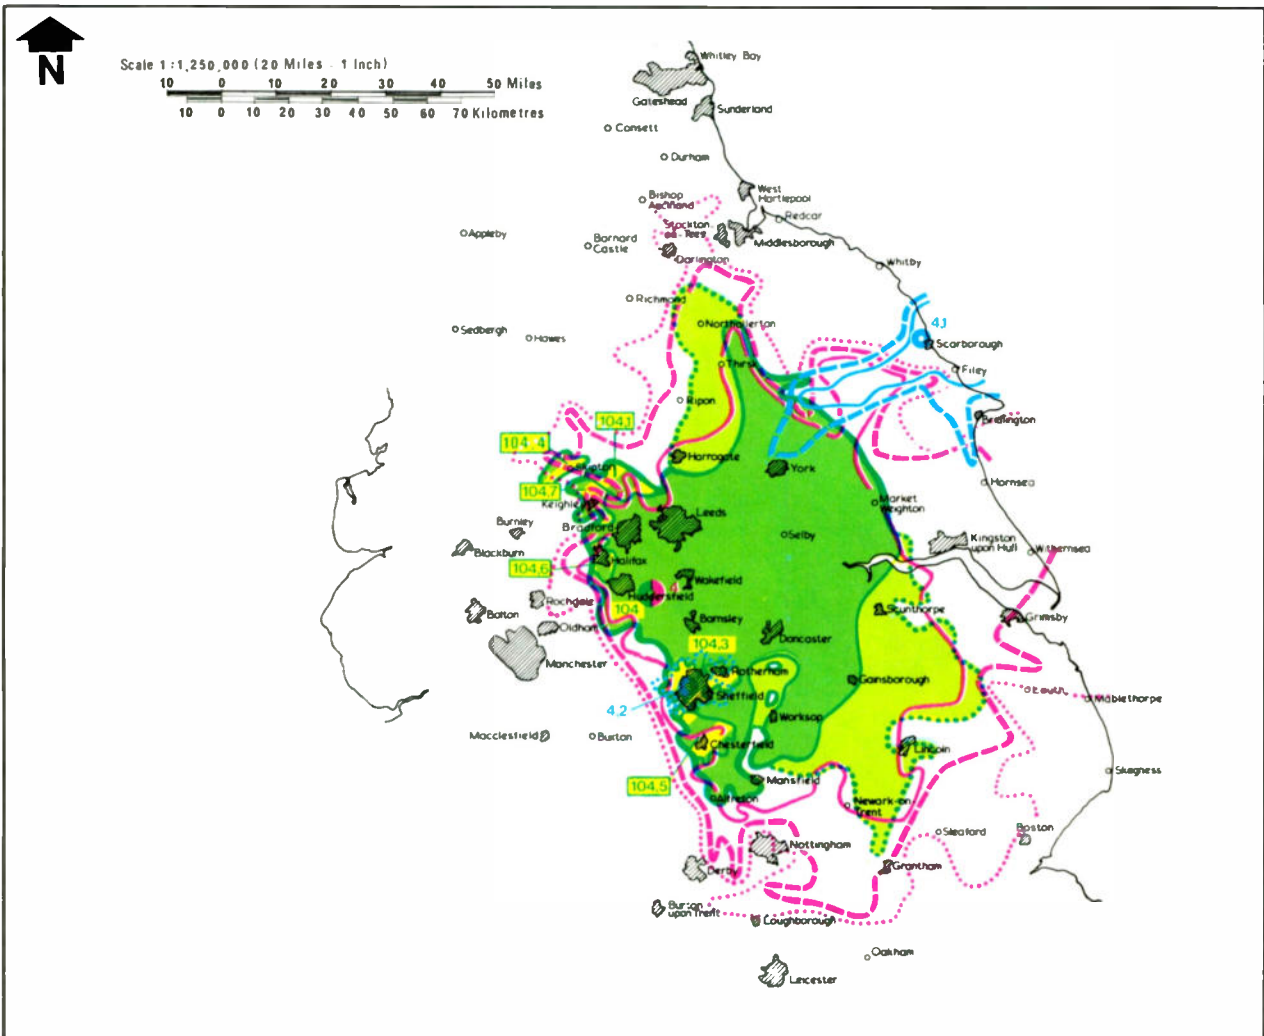 N
Scale 1:1,250,000 (20 Miles - 1 Inch)
10 0 10 20 30 40 50 Miles
10 0 10 20 30 40 50 60 70 Kilometres
Whitley Bay
Gateshead
Sunderland
Consett
Durham
West
Hartlepool
Bishop
Auckland
Redcar
Stockton
on-Tees
Appleby
Barnard
Castle
Middlesborough
Darlington
Whitby
Richmond
4,1
Northallerton
Sedbergh
Hawes
Scarborough
Thirsk
Filey
Ripon
104,1
Bridlington
104,4
Harrogate
Skipton
York
104,7
Hornsea
Keighley
Market
Weighton
Leeds
Burnley
Bradford
Selby
Kingston
upon Hull
Blackburn
Withernsea
Halifax
104,6
Wakefield
4
Huddersfield
Rochdale
104
Bolton
Scunthorpe
Grimsby
Barnsley
Oldham
Doncaster
104,3
Manchester
Rotherham
Gainsborough
Sheffield
Louth
Mablethorpe
4,2
Worksop
Macclesfield
Buxton
Chesterfield
Lincoln
Skegness
104,5
Mansfield
Alfreton
Newark-on
Trent
Sleaford
Boston
Nottingham
Derby
Grantham
Burton
upon Trent
Loughborough
Oakham
Leicester